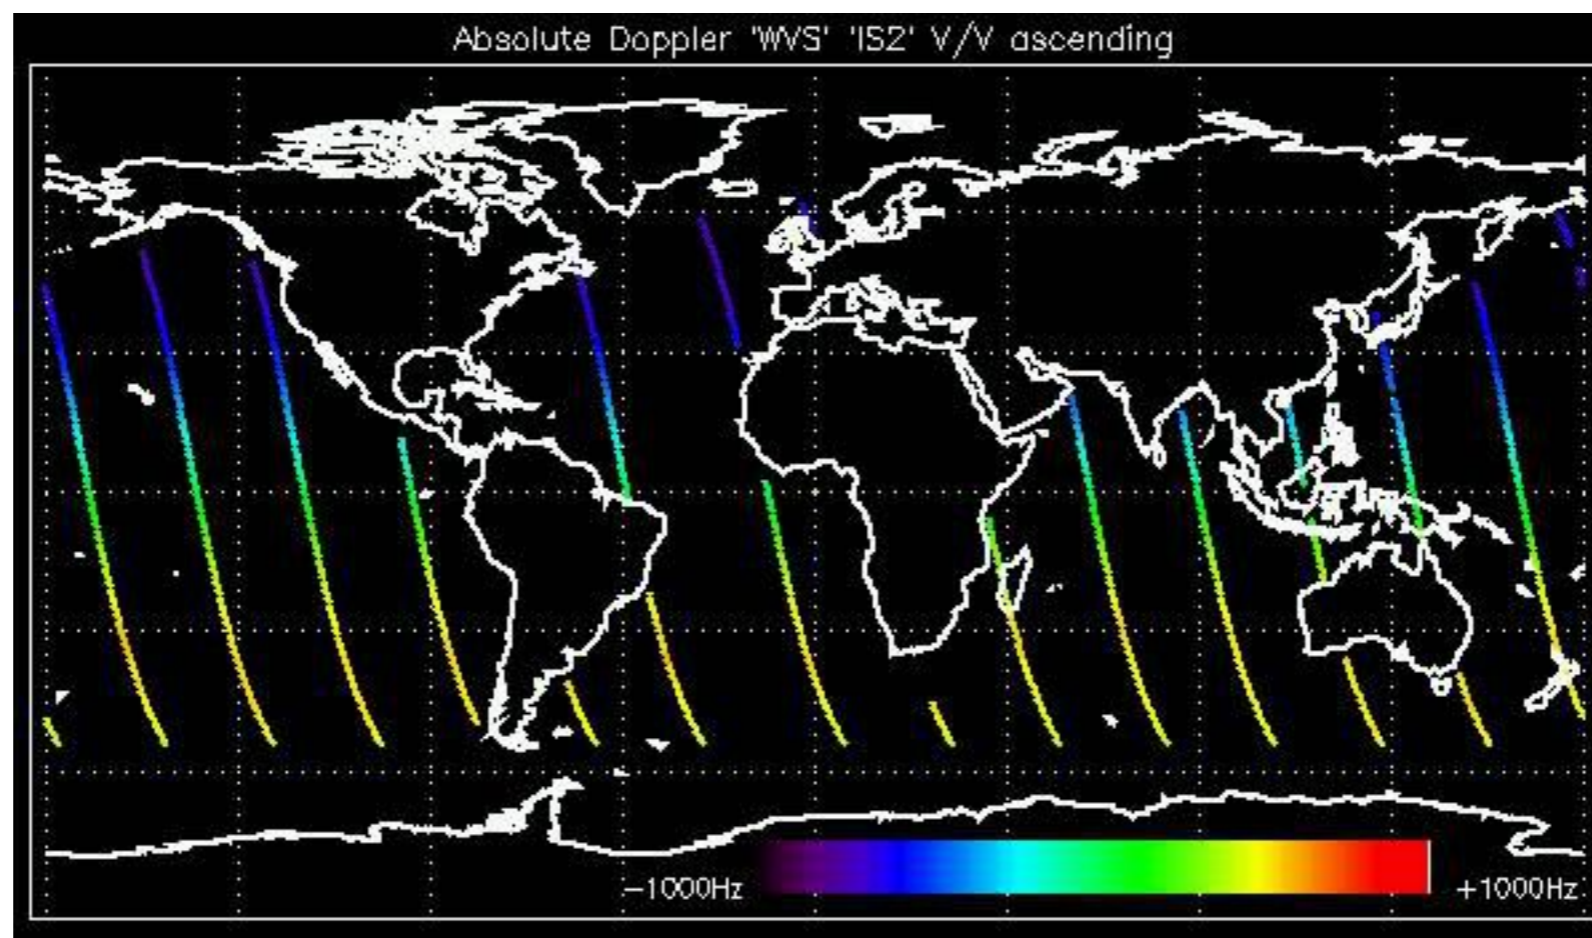 Absolute Doppler 'WVS' 'IS2' V/V ascending
-1000Hz +1000Hz